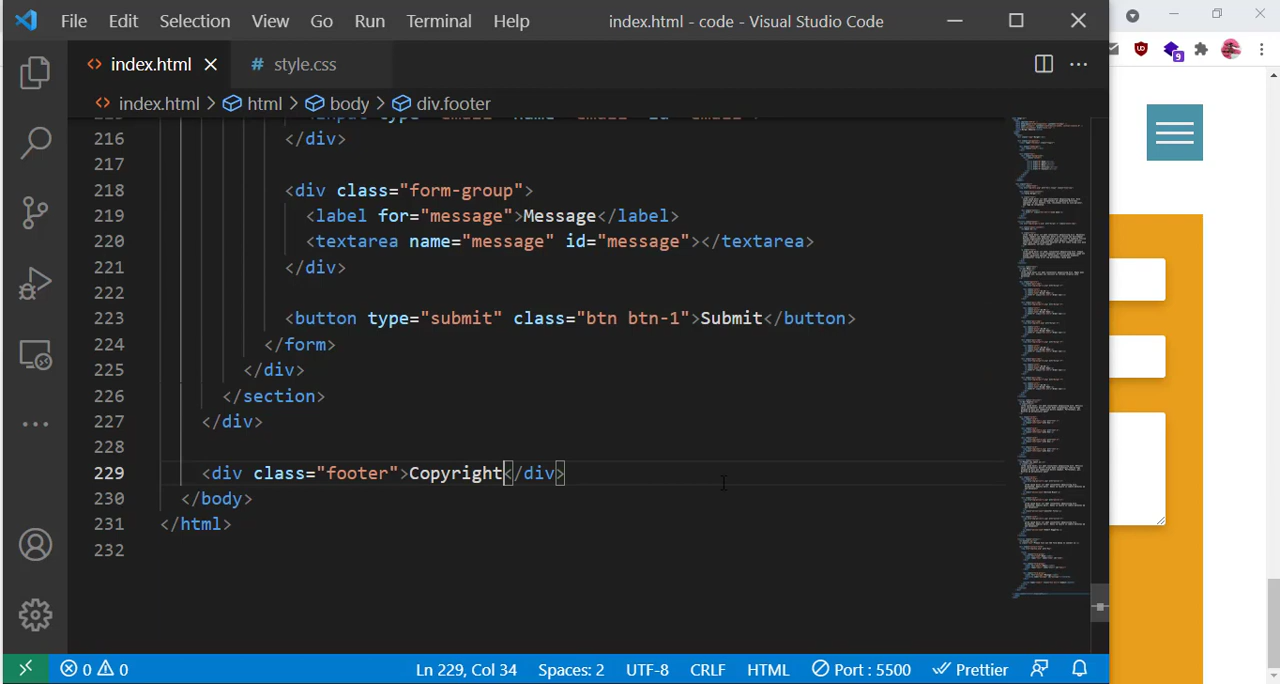 File Edit Selection View Go Run Terminal Help index.html - code - Visual Studio Code
<> index.html # style.css
<> index.html > html > body > div.footer
216 </div>
217
218 <div class="form-group">
219 <label for="message">Message</label>
220 <textarea name="message" id="message"></textarea>
221 </div>
222
223 <button type="submit" class="btn btn-1">Submit</button>
224 </form>
225 </div>
226 </section>
227 </div>
228
229 <div class="footer">Copyright</div>
230 </body>
231 </html>
232
0 0 Ln 229, Col 34 Spaces: 2 UTF-8 CRLF HTML Port : 5500 Prettier
9